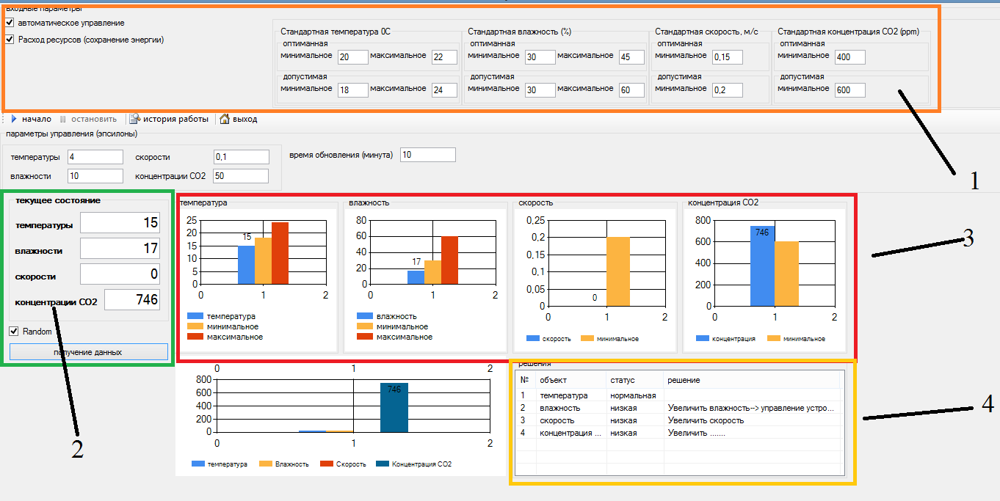 входные параметры
автоматическое управление
Расход ресурсов (сохранение энергии)
Стандартная температура 0C
Стандартная влажность (%)
Стандартная скорость, м/с
Стандартная концентрация CO2 (ppm)
оптиманная
оптиманная
оптиманная
оптиманная
минимальное 20 максимальное 22
минимальное 30 максимальное 45
минимальное 0,15
минимальное 400
допустимая
допустимая
допустимая
допустимая
минимальное 18 максимальное 24
минимальное 30 максимальное 60
минимальное 0,2
минимальное 600
1
начало остановить история работы выход
параметры управления (эпсилоны)
температуры 4 скорости 0,1 время обновления (минута) 10
влажности 10 концентрации CO2 50
текущее состояние
температуры 15
влажности 17
скорости 0
концентрации CO2 746
Random
получение данных
2
температура
25
20
15
10
5
0
15
0 1 2
температура
минимальное
максимальное
влажность
80
60
40
20
0
17
0 1 2
влажность
минимальное
максимальное
скорость
0,25
0,2
0,15
0,1
0,05
0
0
0 1 2
скорость минимальное
концентрация CO2
800
600
400
200
0
746
0 1 2
концентрация минимальное
3
0 1 2
800
600
400
200
0
746
0 1 2
температура Влажность Скорость Концентрация CO2
решения
№ объект статус решение
1 температура нормальная
2 влажность низкая Увеличить влажность--> управление устро...
3 скорость низкая Увеличить скорость
4 концентрация ... низкая Увеличить .......
4